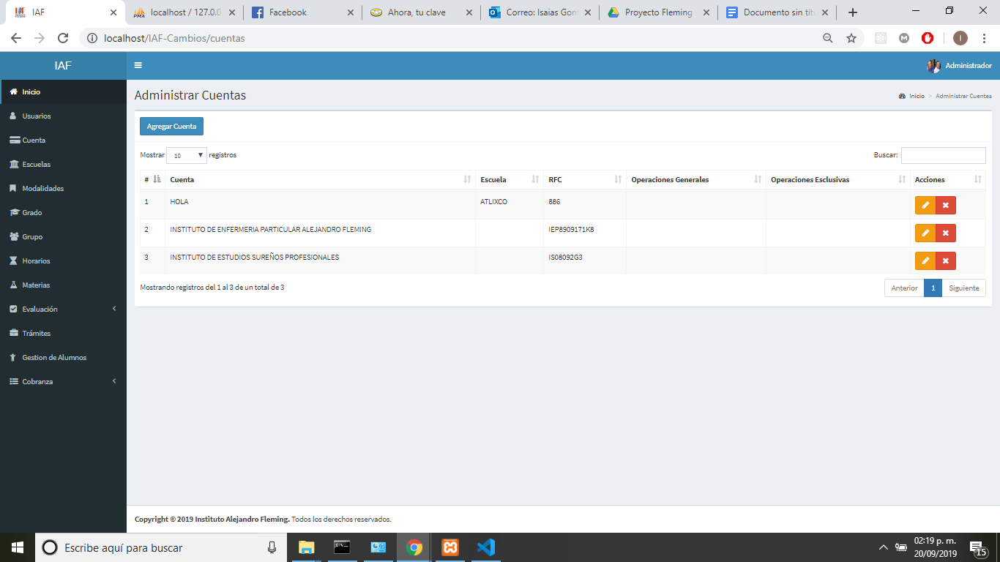 IAF
localhost / 127.0.0
Facebook
Ahora, tu clave
Correo: Isaias Gom
Proyecto Fleming
Documento sin tít
localhost/IAF-Cambios/cuentas
IAF
Administrador
Inicio
Usuarios
Cuenta
Escuelas
Modalidades
Grado
Grupo
Horarios
Materias
Evaluación
Trámites
Gestion de Alumnos
Cobranza
Administrar Cuentas
Inicio > Administrar Cuentas
Agregar Cuenta
Mostrar 10 registros
Buscar:
# Cuenta Escuela RFC Operaciones Generales Operaciones Esclusivas Acciones
1 HOLA ATLIXCO 886
2 INSTITUTO DE ENFERMERIA PARTICULAR ALEJANDRO FLEMING IEP8909171K8
3 INSTITUTO DE ESTUDIOS SUREÑOS PROFESIONALES IS08092G3
Mostrando registros del 1 al 3 de un total de 3
Anterior 1 Siguiente
Copyright © 2019 Instituto Alejandro Fleming. Todos los derechos reservados.
Escribe aquí para buscar
02:19 p. m.
20/09/2019
15